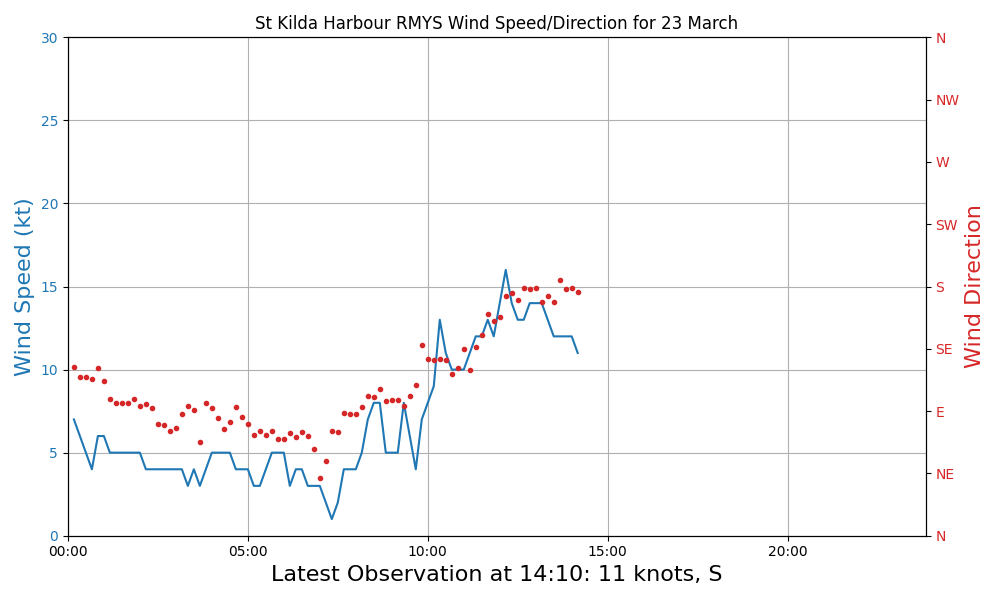 St Kilda Harbour RMYS Wind Speed/Direction for 23 March
30
25
20
15
10
5
0
Wind Speed (kt)
N
NW
W
SW
S
SE
E
NE
N
Wind Direction
00:00
05:00
10:00
15:00
20:00
Latest Observation at 14:10: 11 knots, S